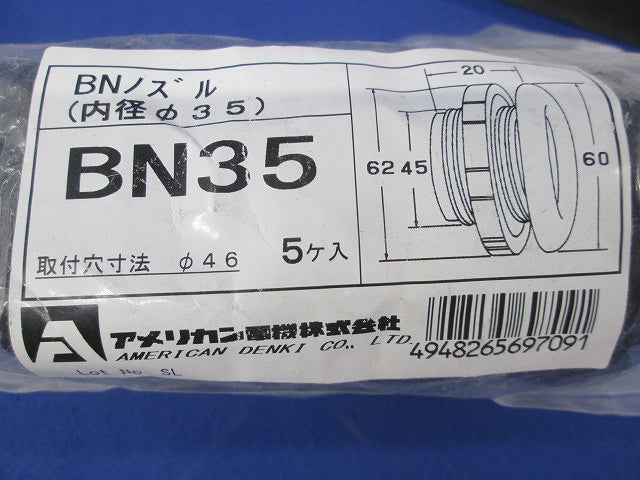 BNノズル
(内径φ35)
BN35
取付穴寸法 φ46 5ケ入
20
62 45 60
アメリカン電機株式会社
AMERICAN DENKI CO., LTD.
4948265697091
Lot No. SL